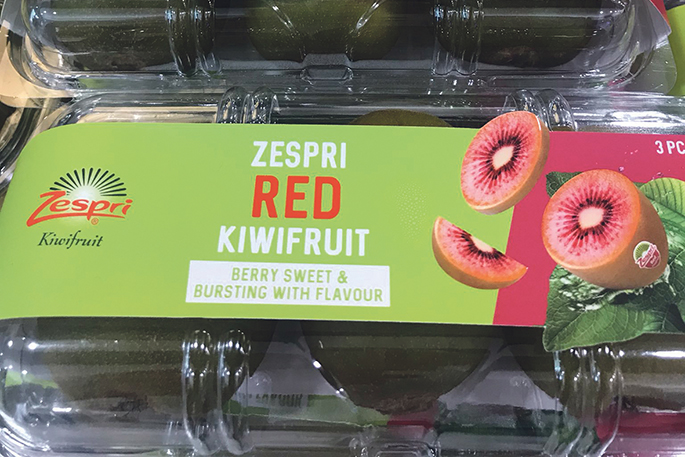 ZESPRI
RED
KIWIFRUIT
BERRY SWEET &
BURSTING WITH FLAVOUR
Zespri®
Kiwifruit
3 PC